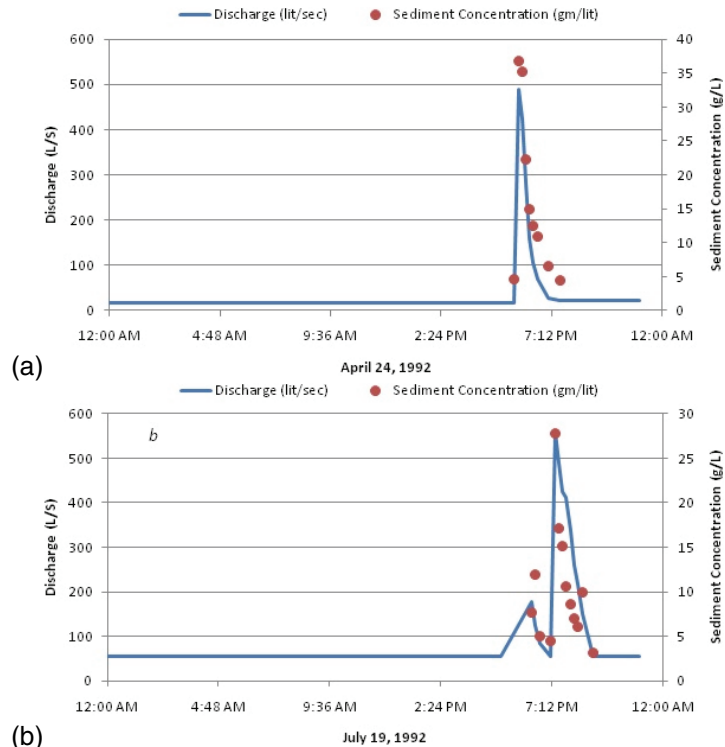 Discharge (lit/sec) Sediment Concentration (gm/lit)
600
500
400
300
200
100
0
Discharge (L/S)
40
35
30
25
20
15
10
5
0
Sediment Concentration (g/L)
12:00 AM 4:48 AM 9:36 AM 2:24 PM 7:12 PM 12:00 AM
April 24, 1992
(a)
Discharge (lit/sec) Sediment Concentration (gm/lit)
b
600
500
400
300
200
100
0
Discharge (L/S)
30
25
20
15
10
5
0
Sediment Concentration (g/L)
12:00 AM 4:48 AM 9:36 AM 2:24 PM 7:12 PM 12:00 AM
July 19, 1992
(b)